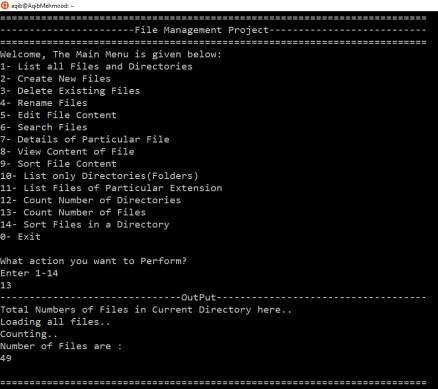 aqib@AqibMehmood: ~
================================================================================
-------------------------File Management Project-----------------------------
================================================================================
Welcome, The Main Menu is given below:
1- List all Files and Directories
2- Create New Files
3- Delete Existing Files
4- Rename Files
5- Edit File Content
6- Search Files
7- Details of Particular File
8- View Content of File
9- Sort File Content
10- List only Directories(Folders)
11- List Files of Particular Extension
12- Count Number of Directories
13- Count Number of Files
14- Sort Files in a Directory
0- Exit
What action you want to Perform?
Enter 1-14
13
----------------------------------OutPut---------------------------------------
Total Numbers of Files in Current Directory here..
Loading all files..
Counting..
Number of Files are :
49
================================================================================